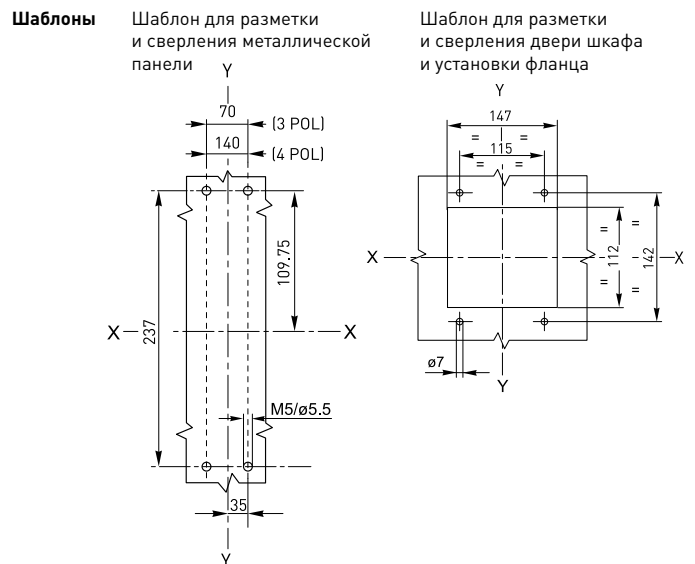 Шаблоны
Шаблон для разметки
и сверления металлической
панели
Y
70
(3 POL)
140
(4 POL)
109.75
X
237
X
M5/ø5.5
35
Y
Шаблон для разметки
и сверления двери шкафа
и установки фланца
Y
147
= =
115
= =
X
112
= =
142
= =
X
ø7
Y